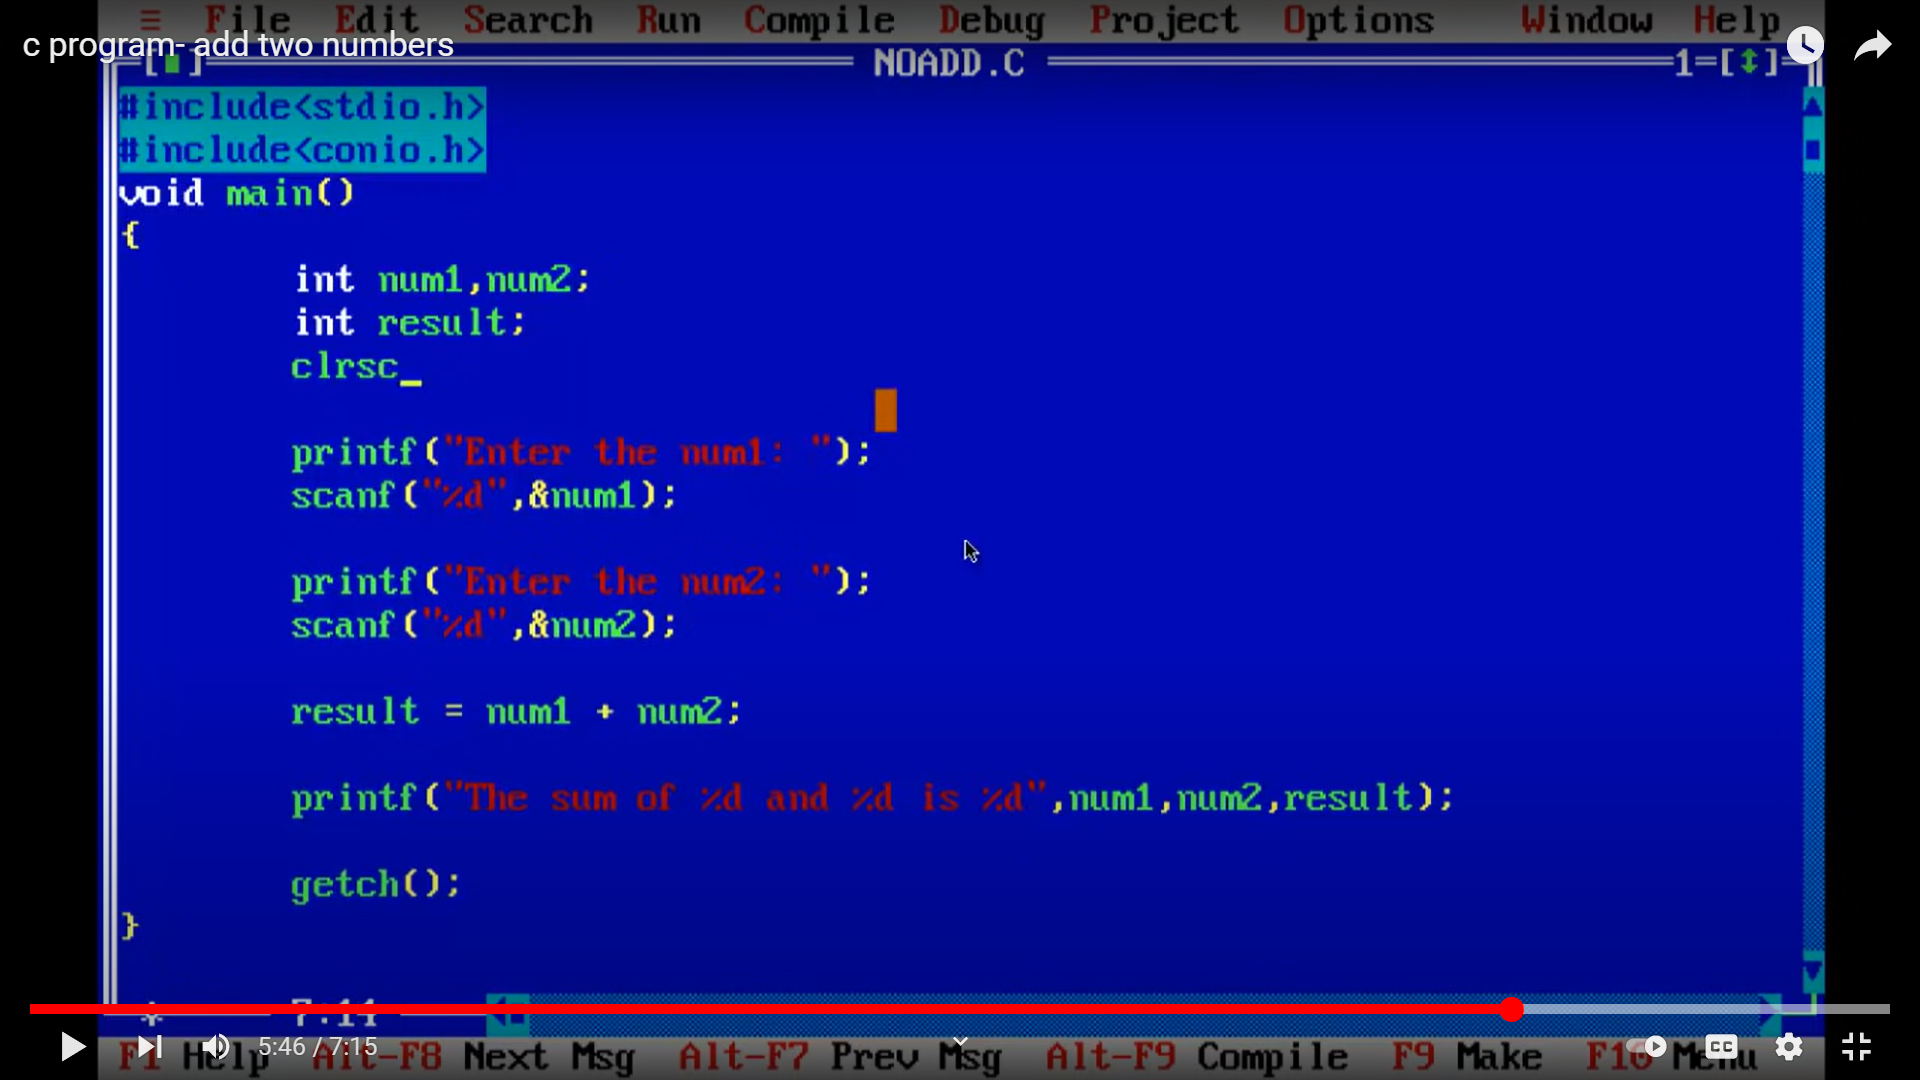 ≡ File Edit Search Run Compile Debug Project Options Window Help
c program- add two numbers
[■] NOADD.C 1=[↕]
#include<stdio.h>
#include<conio.h>
void main()
{
int num1,num2;
int result;
clrsc_
printf("Enter the num1: ");
scanf("%d",&num1);
printf("Enter the num2: ");
scanf("%d",&num2);
result = num1 + num2;
printf("The sum of %d and %d is %d",num1,num2,result);
getch();
}
* 7:14
5:46 / 7:15 CC
F1 Help Alt-F8 Next Msg Alt-F7 Prev Msg Alt-F9 Compile F9 Make F10 Menu